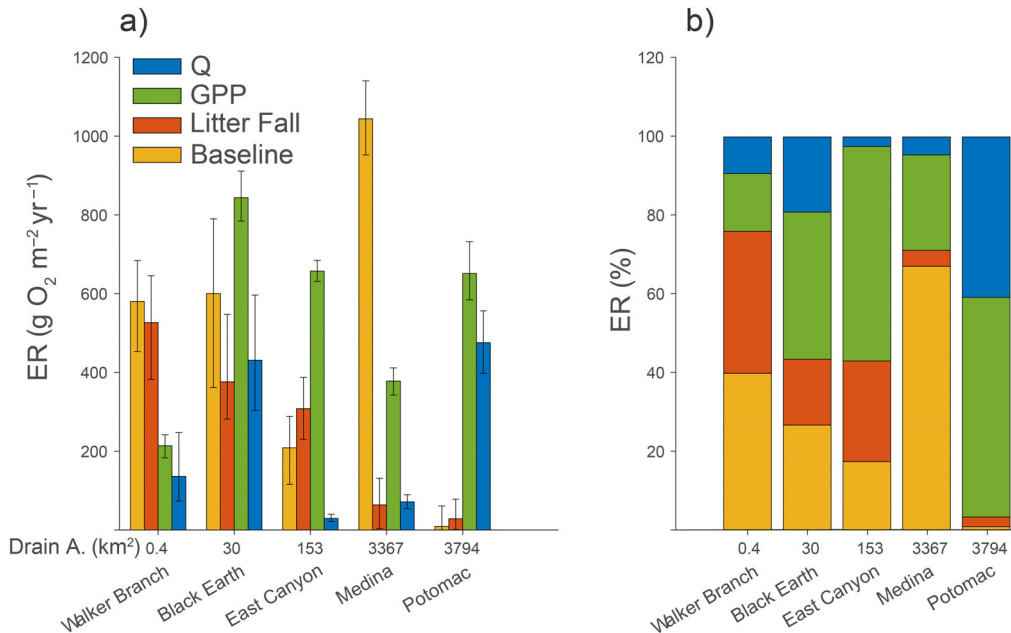 a)
1200
1000
800
600
400
200
ER (g O₂ m⁻² yr⁻¹)
Q
GPP
Litter Fall
Baseline
Drain A. (km²) 0.4 30 153 3367 3794
Walker Branch
Black Earth
East Canyon
Medina
Potomac
b)
120
100
80
60
40
20
ER (%)
0.4 30 153 3367 3794
Walker Branch
Black Earth
East Canyon
Medina
Potomac